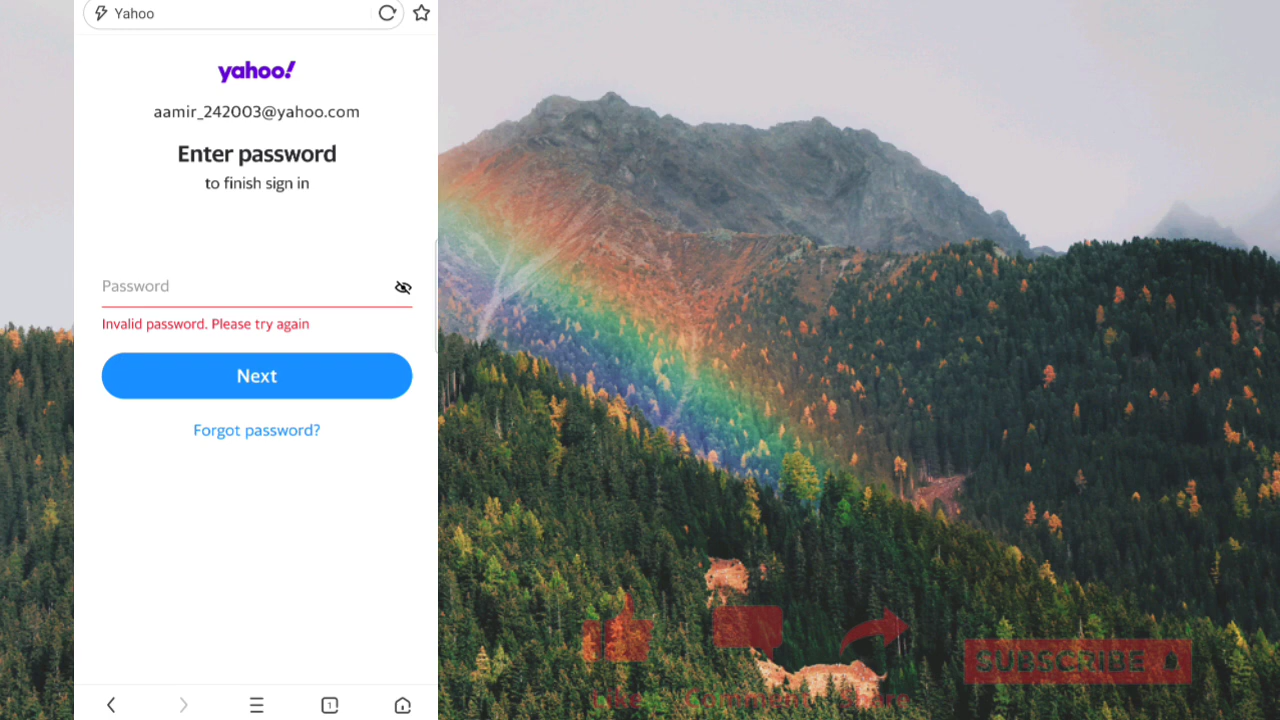 Yahoo
yahoo!
aamir_242003@yahoo.com
Enter password
to finish sign in
Password
Invalid password. Please try again
Next
Forgot password?
1
Like Comment Share
SUBSCRIBE